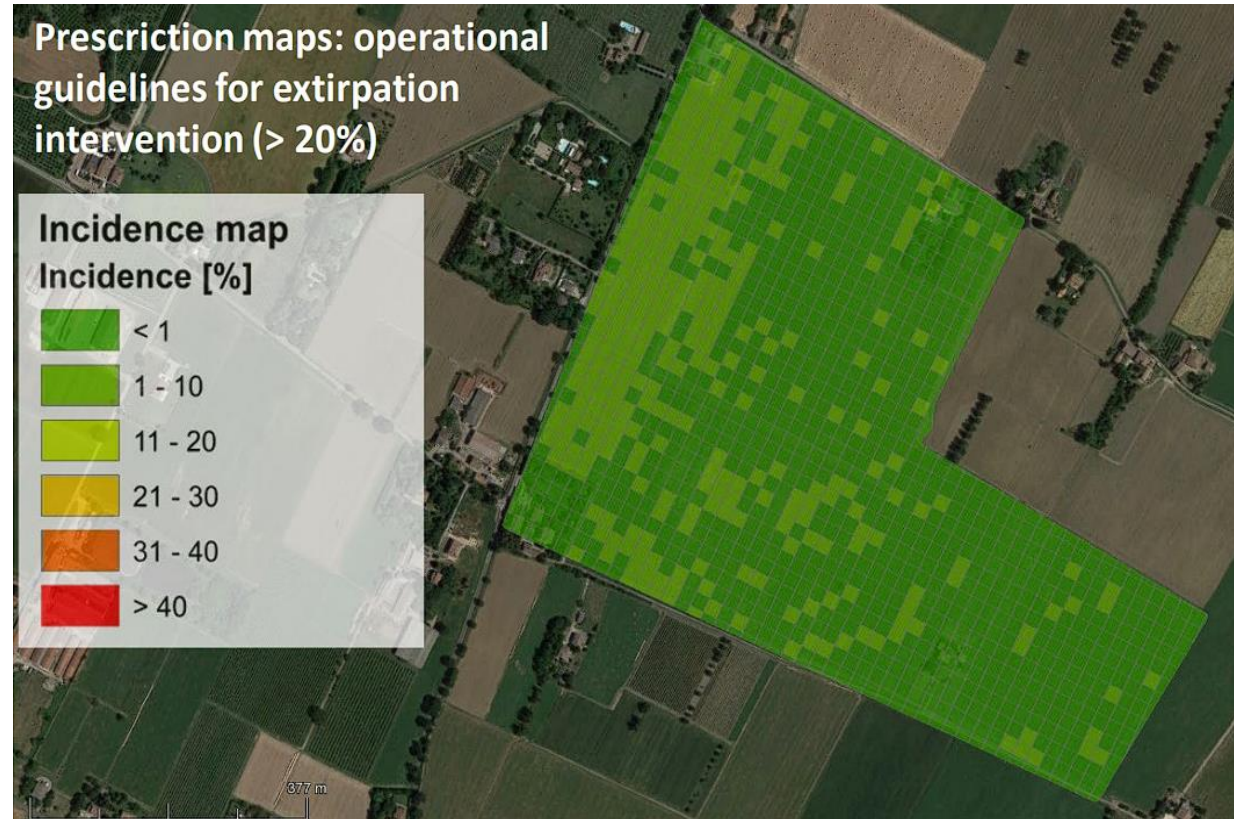 Prescriction maps: operational
guidelines for extirpation
intervention (> 20%)
Incidence map
Incidence [%]
< 1
1 - 10
11 - 20
21 - 30
31 - 40
> 40
377 m